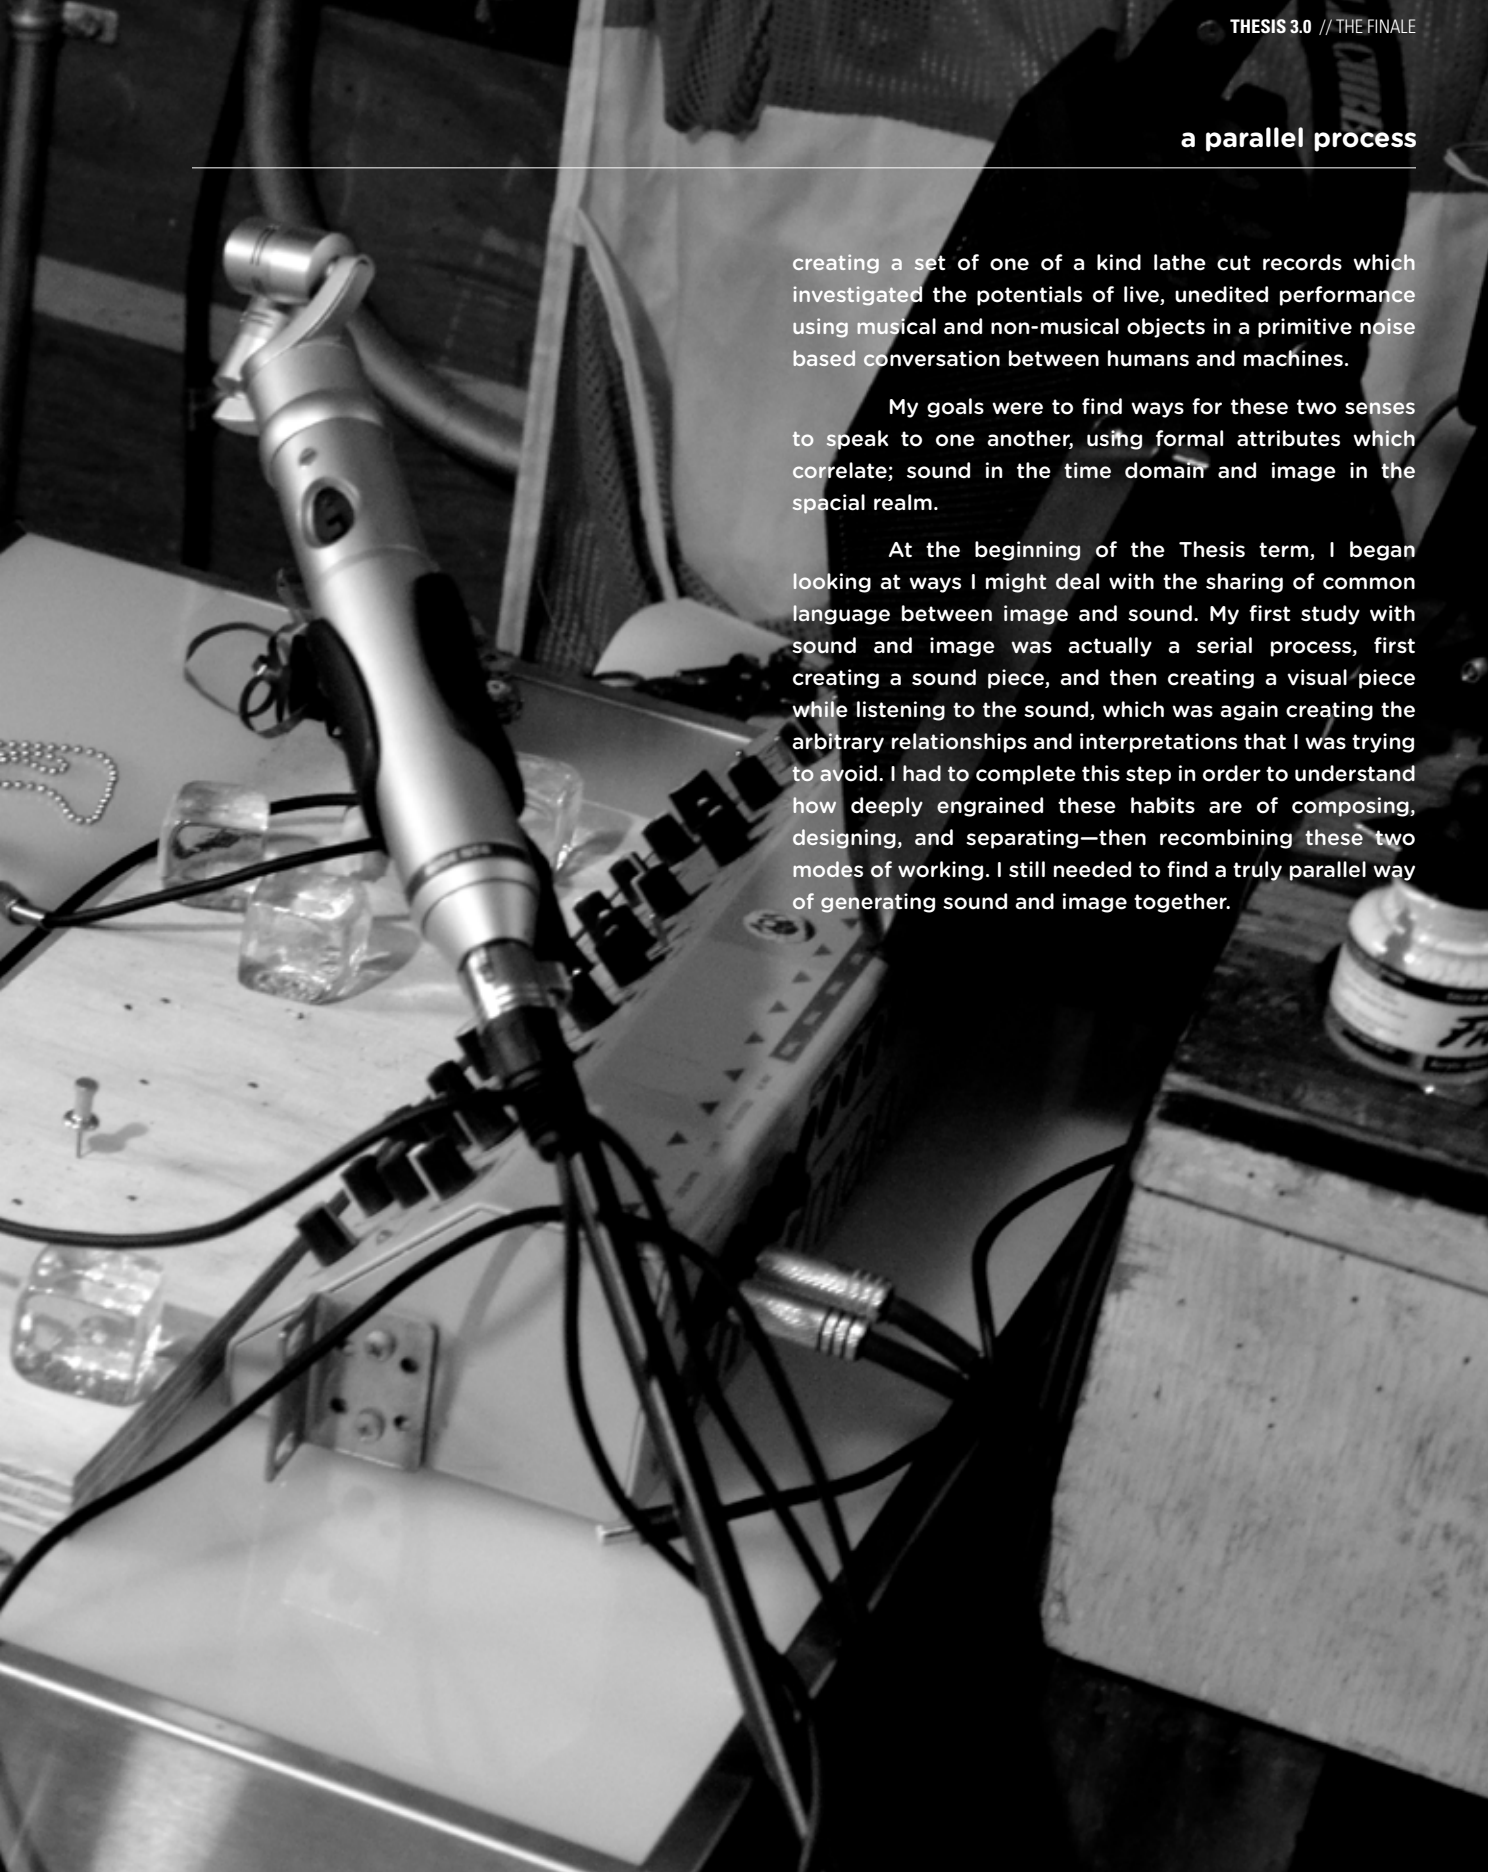 THESIS 3.0 // THE FINALE
a parallel process
creating a set of one of a kind lathe cut records which
investigated the potentials of live, unedited performance
using musical and non-musical objects in a primitive noise
based conversation between humans and machines.
My goals were to find ways for these two senses
to speak to one another, using formal attributes which
correlate; sound in the time domain and image in the
spacial realm.
At the beginning of the Thesis term, I began
looking at ways I might deal with the sharing of common
language between image and sound. My first study with
sound and image was actually a serial process, first
creating a sound piece, and then creating a visual piece
while listening to the sound, which was again creating the
arbitrary relationships and interpretations that I was trying
to avoid. I had to complete this step in order to understand
how deeply engrained these habits are of composing,
designing, and separating—then recombining these two
modes of working. I still needed to find a truly parallel way
of generating sound and image together.